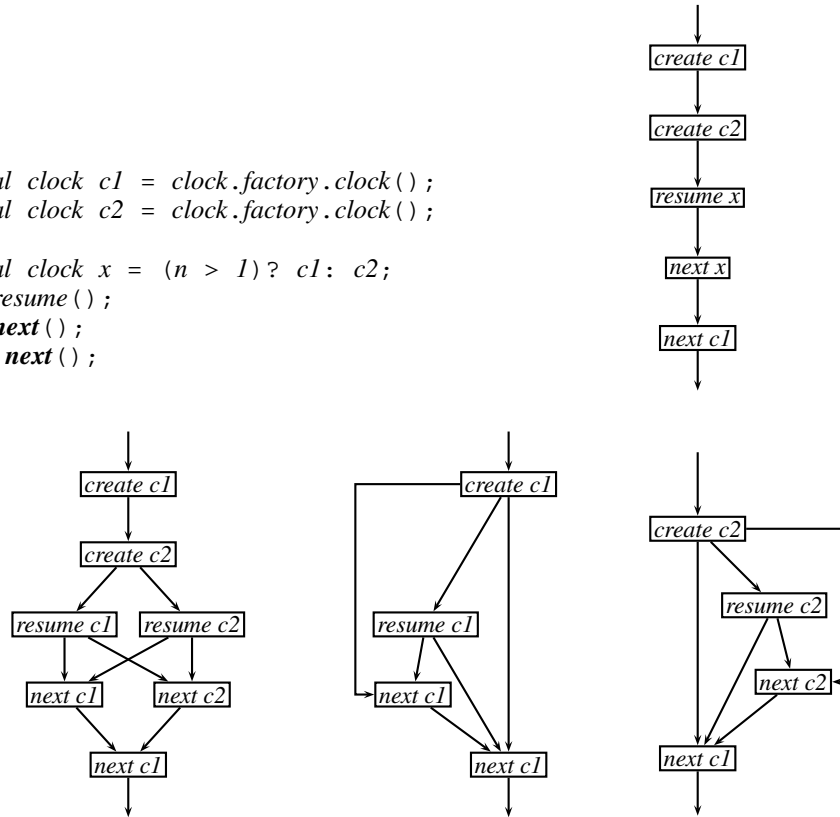 al clock c1 = clock.factory.clock();
al clock c2 = clock.factory.clock();
al clock x = (n > 1)? c1: c2;
resume();
next();
next();
create c1
create c2
resume x
next x
next c1
create c1
create c2
resume c1 resume c2
next c1 next c2
next c1
create c1
resume c1
next c1
next c1
create c2
resume c2
next c2
next c1